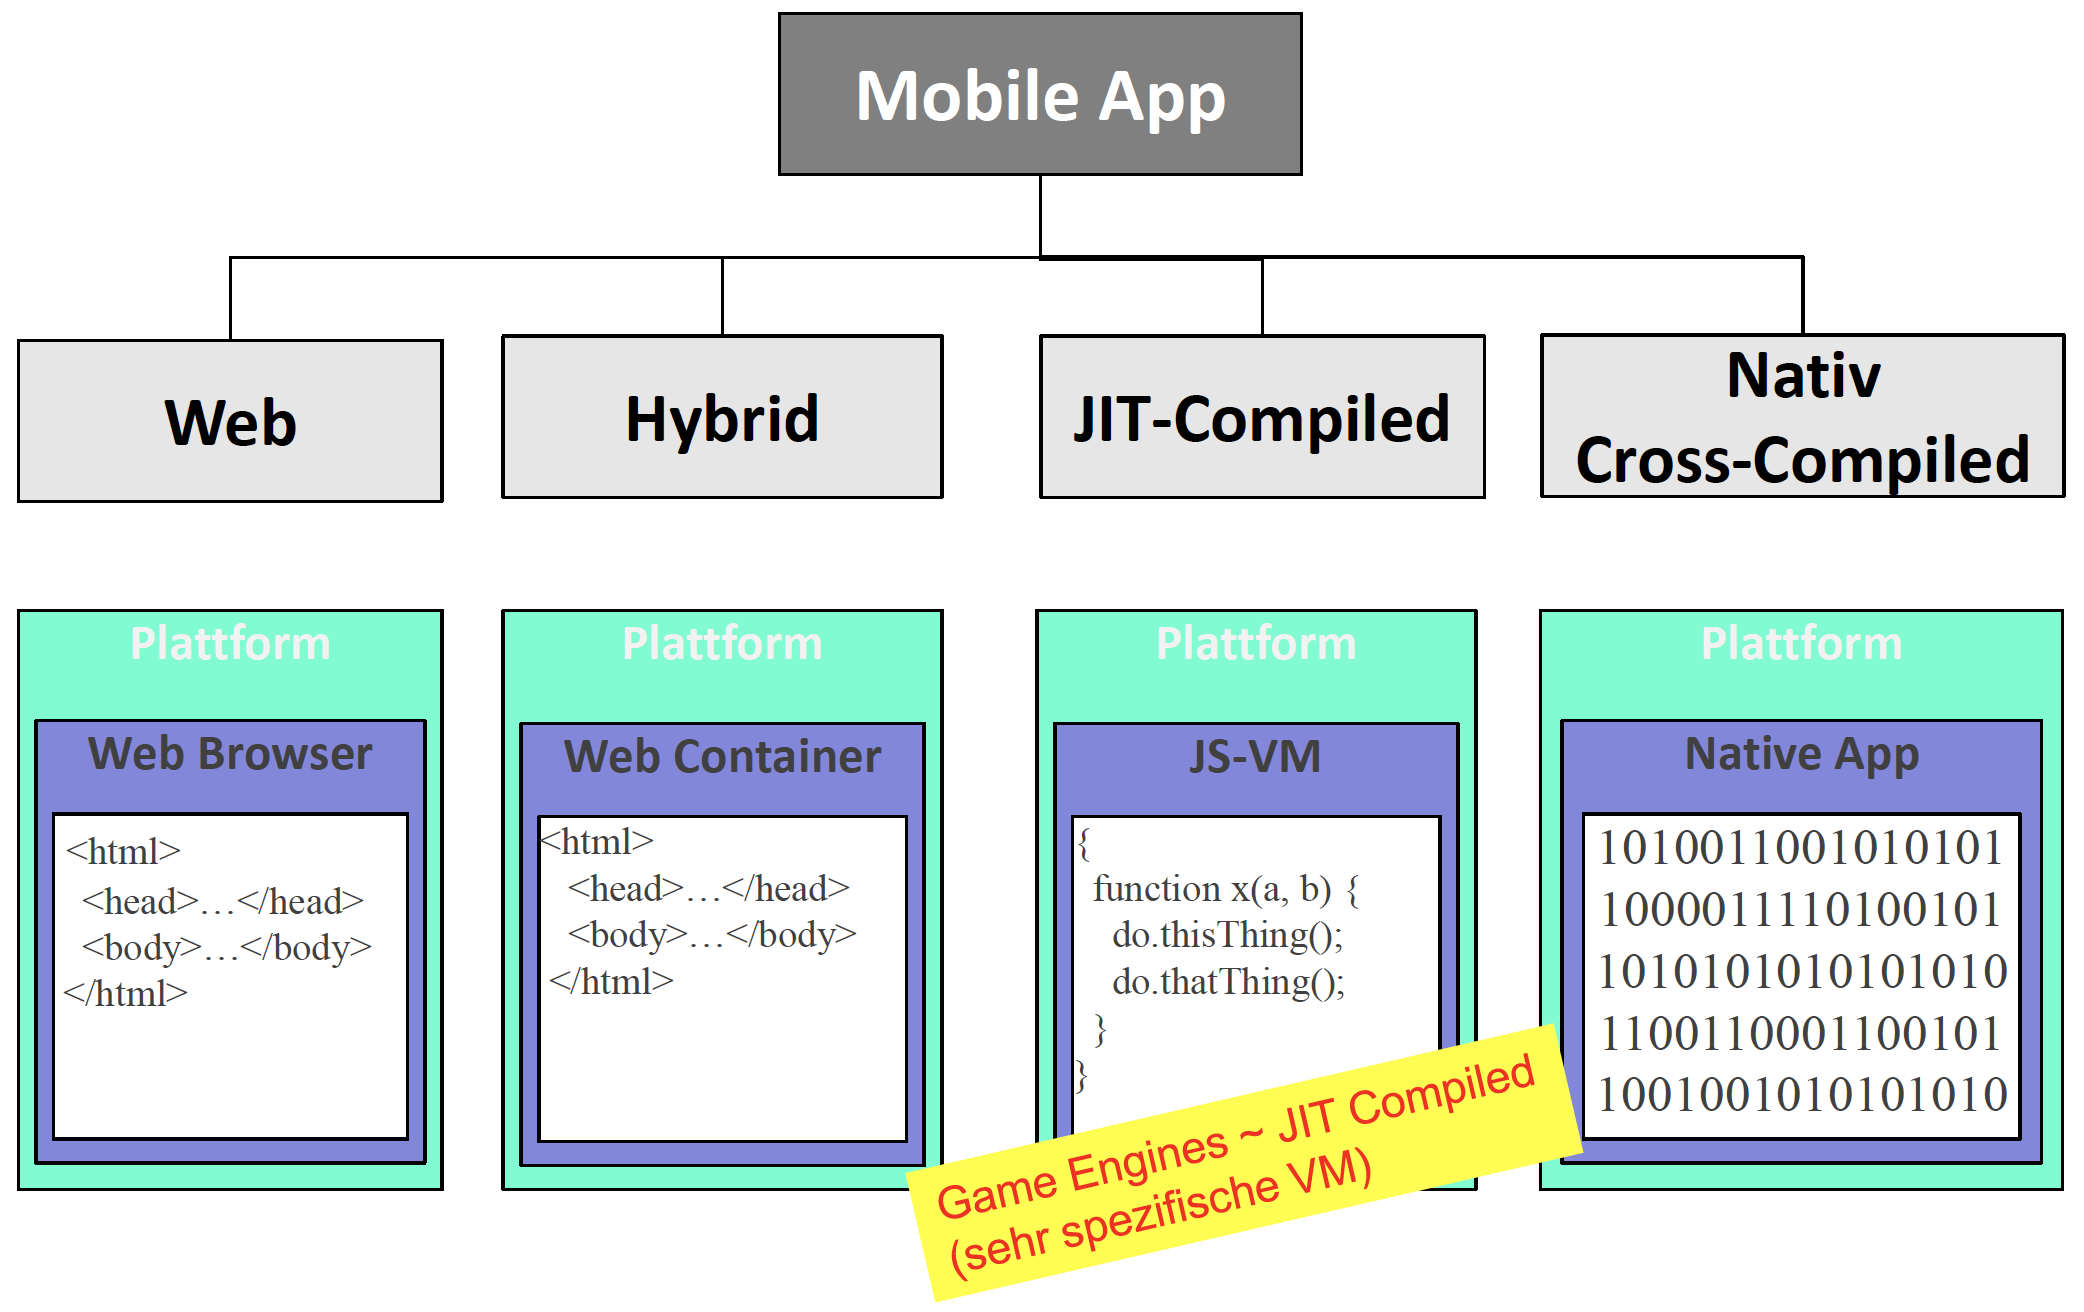 Mobile App
Web
Hybrid
JIT-Compiled
Nativ
Cross-Compiled
Plattform
Web Browser
<html>
<head>...</head>
<body>...</body>
</html>
Plattform
Web Container
<html>
<head>...</head>
<body>...</body>
</html>
Plattform
JS-VM
{
function x(a, b) {
do.thisThing();
do.thatThing();
}
}
Plattform
Native App
1010011001010101
1000011110100101
1010101010101010
1100110001100101
1001001010101010
Game Engines ~ JIT Compiled
(sehr spezifische VM)